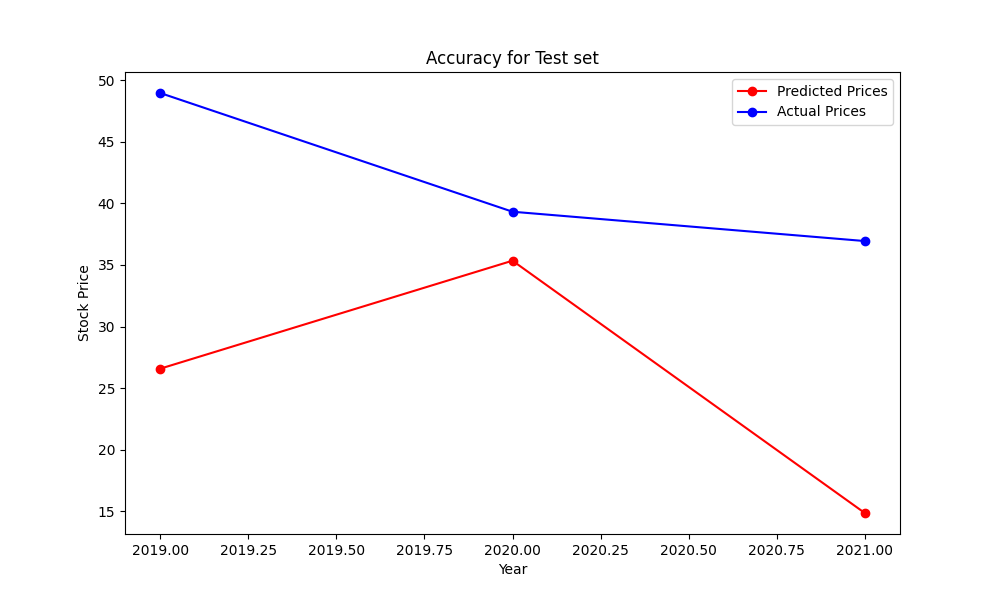 Accuracy for Test set
Predicted Prices
Actual Prices
50
45
40
35
30
25
20
15
Stock Price
2019.00 2019.25 2019.50 2019.75 2020.00 2020.25 2020.50 2020.75 2021.00
Year